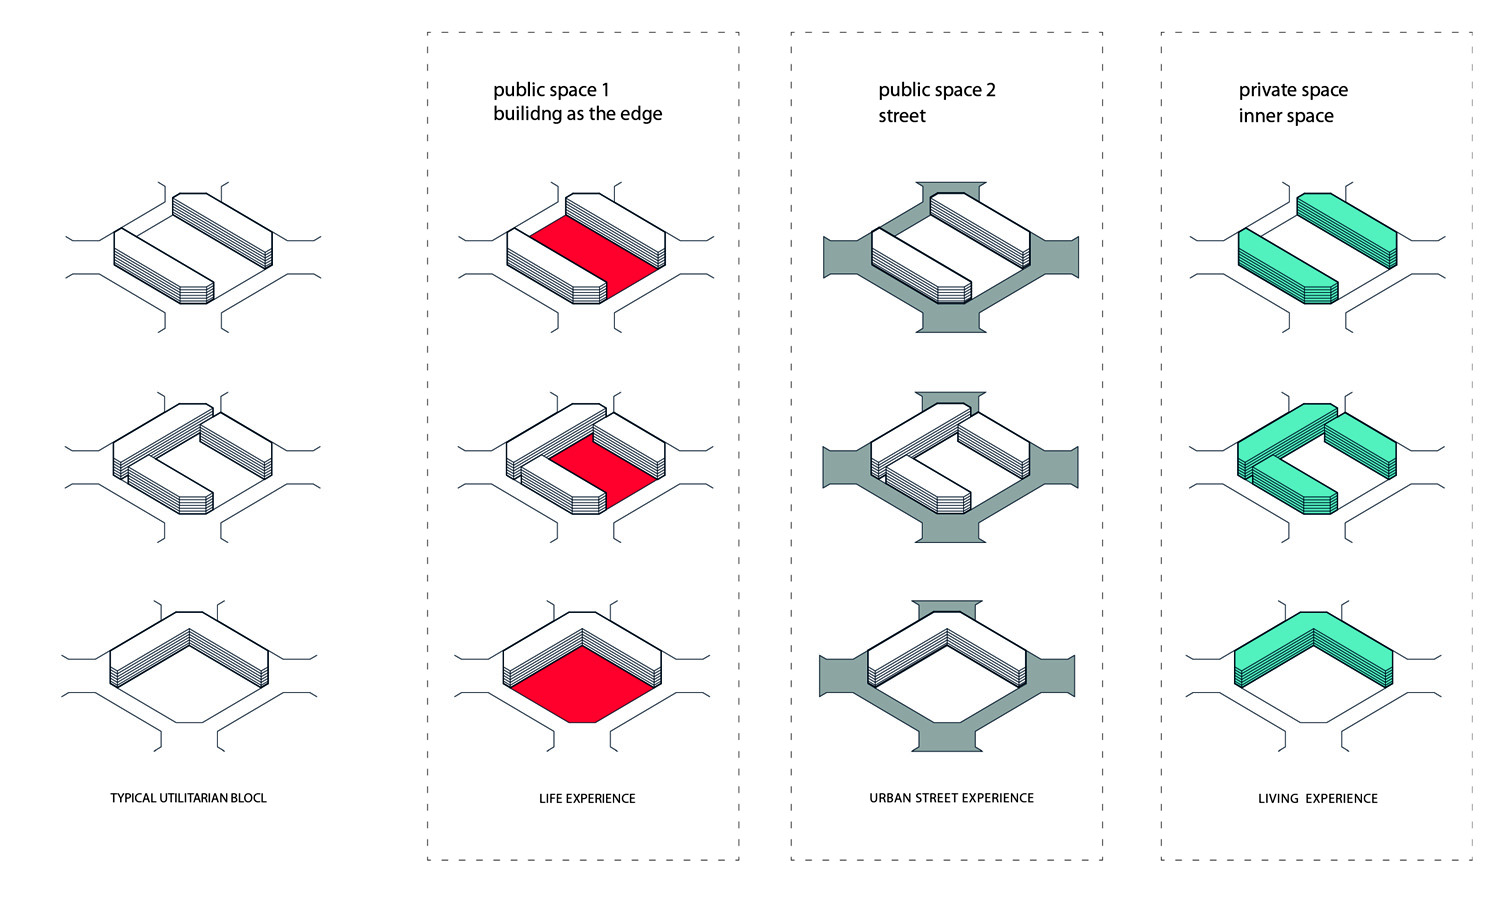 public space 1
builidng as the edge
public space 2
street
private space
inner space
TYPICAL UTILITARIAN BLOCL
LIFE EXPERIENCE
URBAN STREET EXPERIENCE
LIVING EXPERIENCE